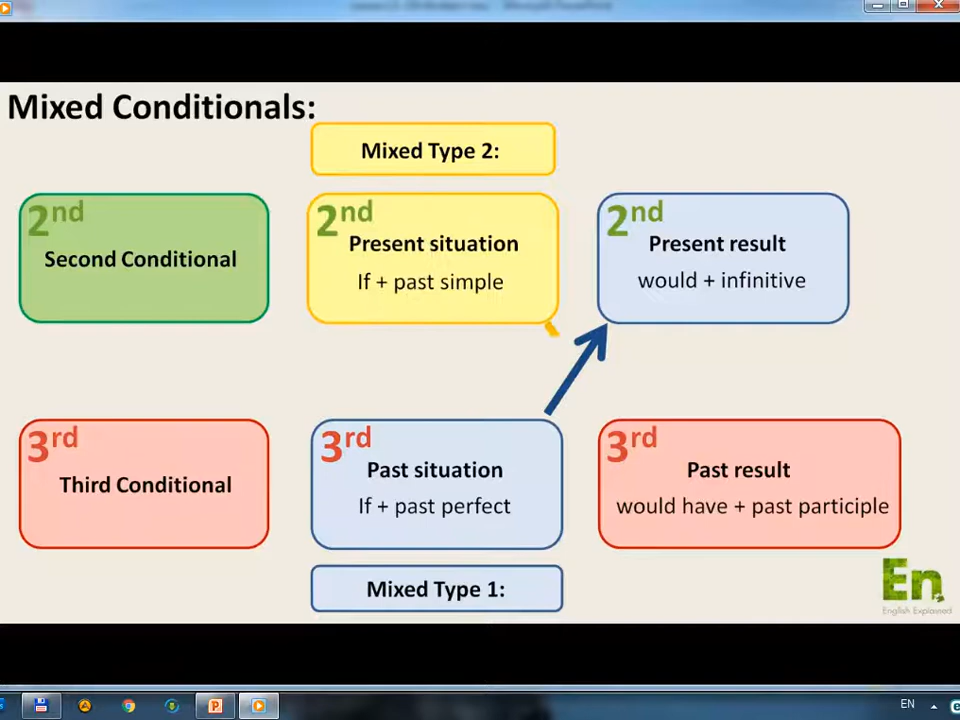 Mixed Conditionals:
Mixed Type 2:
2nd
Second Conditional
2nd
Present situation
If + past simple
2nd
Present result
would + infinitive
3rd
Third Conditional
3rd
Past situation
If + past perfect
3rd
Past result
would have + past participle
Mixed Type 1:
En
English Explained
EN